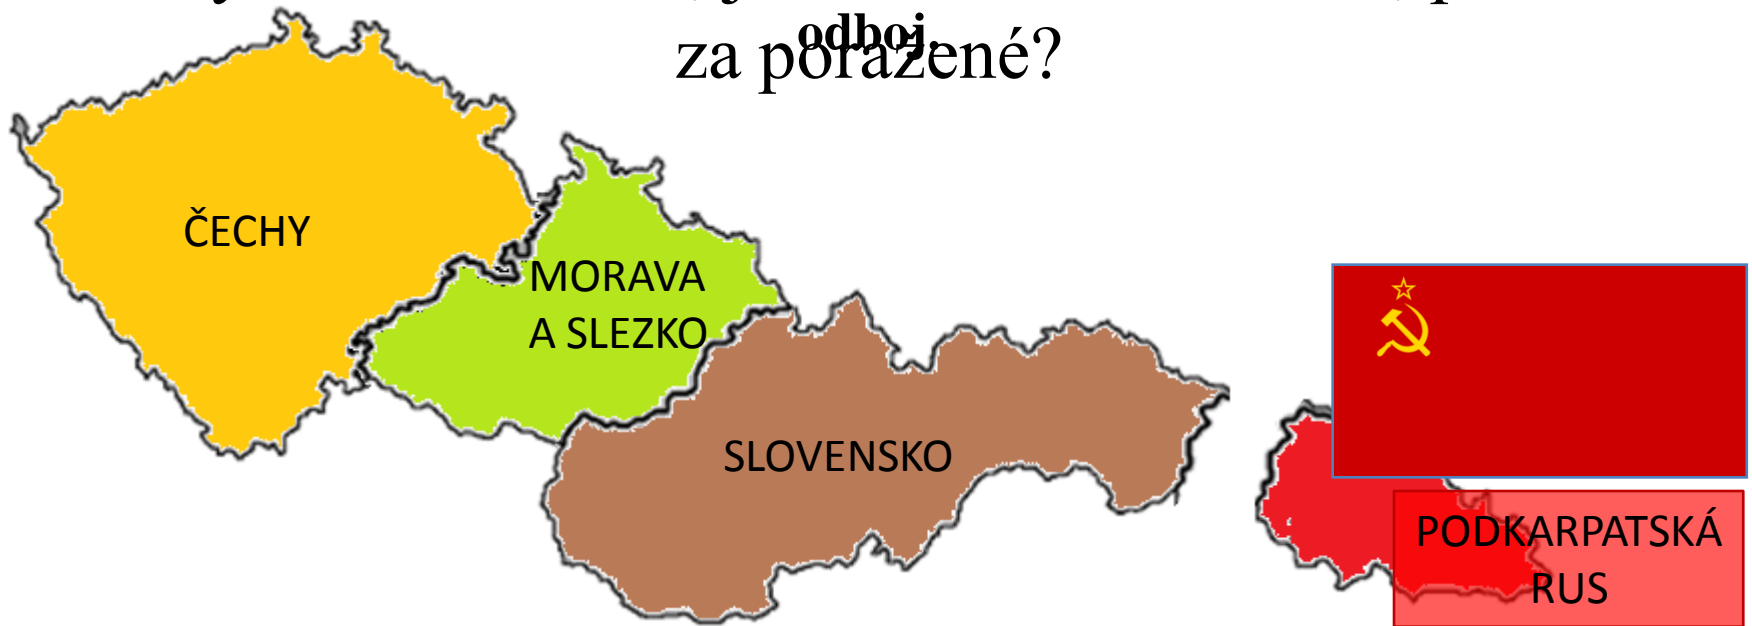 odboj.
za poražené?
ČECHY
MORAVA
A SLEZKO
SLOVENSKO
PODKARPATSKÁ
RUS